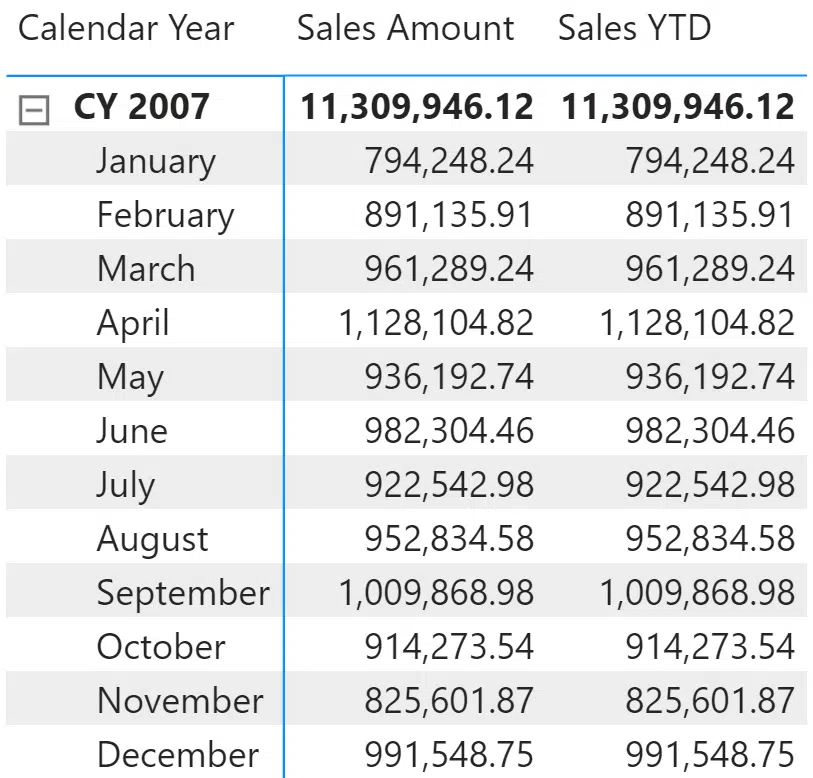 Calendar Year Sales Amount Sales YTD
CY 2007 11,309,946.12 11,309,946.12
January 794,248.24 794,248.24
February 891,135.91 891,135.91
March 961,289.24 961,289.24
April 1,128,104.82 1,128,104.82
May 936,192.74 936,192.74
June 982,304.46 982,304.46
July 922,542.98 922,542.98
August 952,834.58 952,834.58
September 1,009,868.98 1,009,868.98
October 914,273.54 914,273.54
November 825,601.87 825,601.87
December 991,548.75 991,548.75